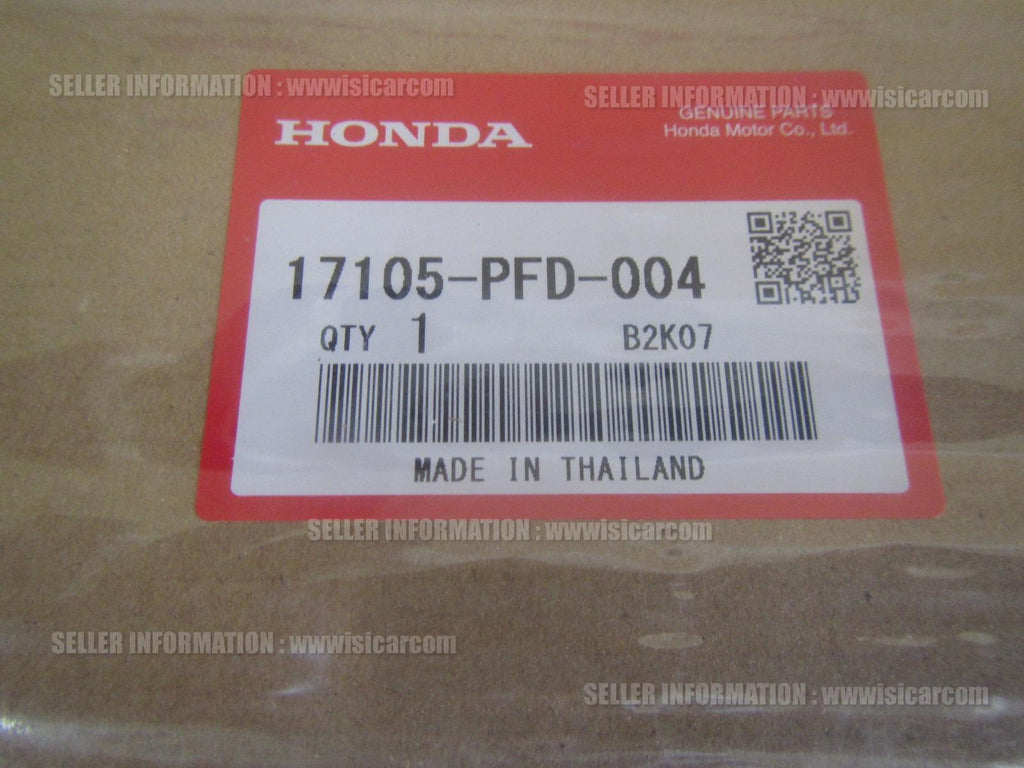 SELLER INFORMATION : wwwisicarcom
SELLER INFORMATION : wwwisicarcom
HONDA
GENUINE PARTS
Honda Motor Co., Ltd.
17105-PFD-004
QTY 1 B2K07
MADE IN THAILAND
SELLER INFORMATION : wwwisicarcom
SELLER INFORMATION : wwwisicarcom
SELLER INFORMATION : wwwisicarcom